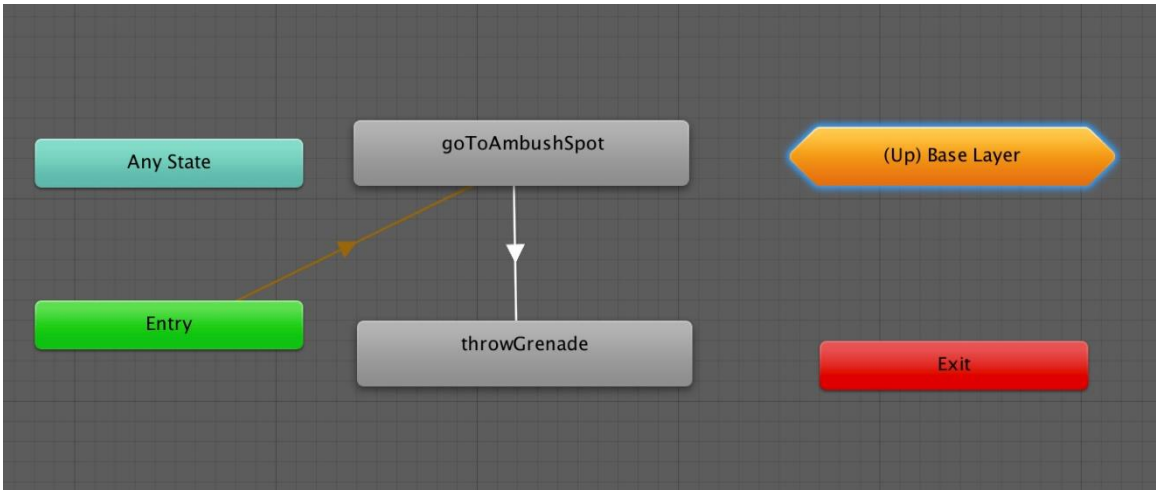 goToAmbushSpot
Any State
(Up) Base Layer
Entry
throwGrenade
Exit